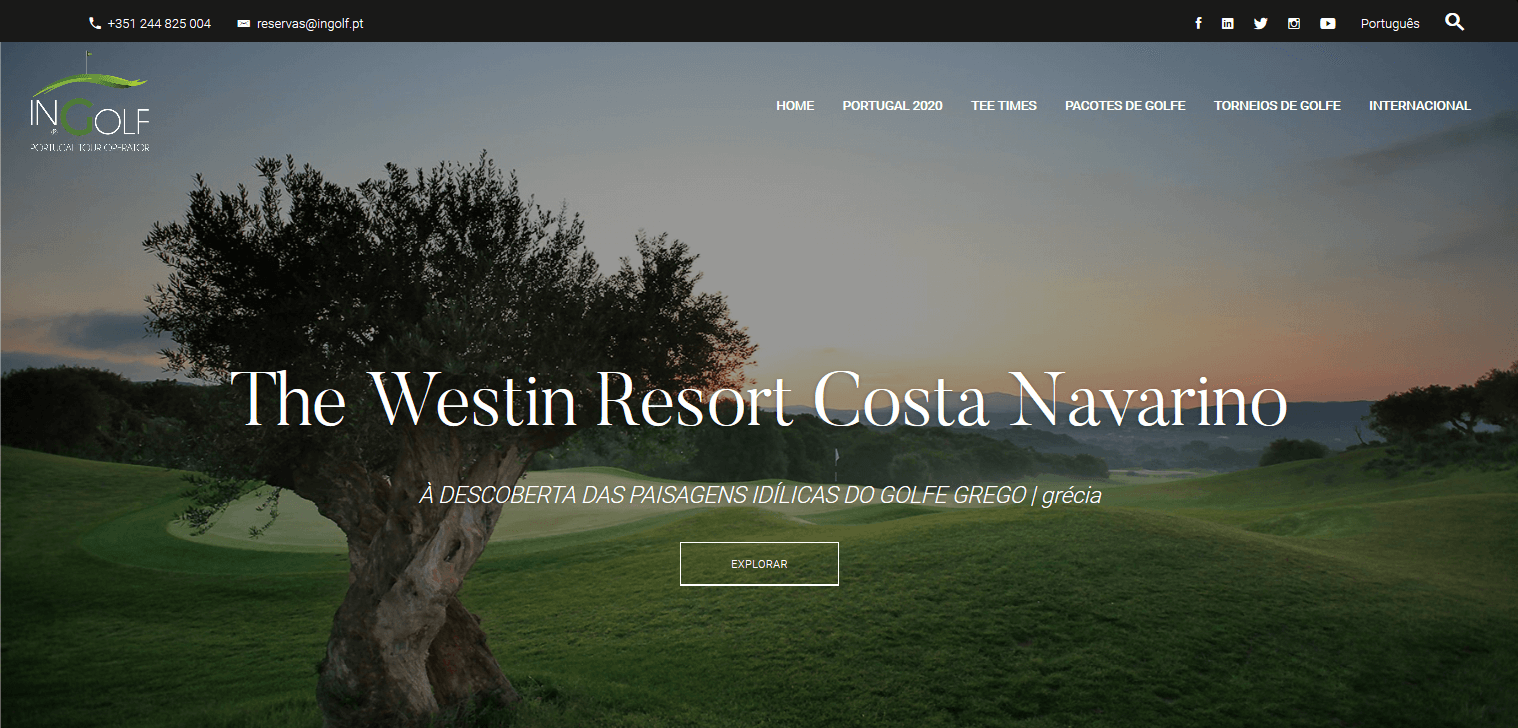 +351 244 825 004 reservas@ingolf.pt Português
INGOLF
PORTUGAL TOUR OPERATOR
HOME PORTUGAL 2020 TEE TIMES PACOTES DE GOLFE TORNEIOS DE GOLFE INTERNACIONAL
The Westin Resort Costa Navarino
À DESCOBERTA DAS PAISAGENS IDÍLICAS DO GOLFE GREGO | grécia
EXPLORAR